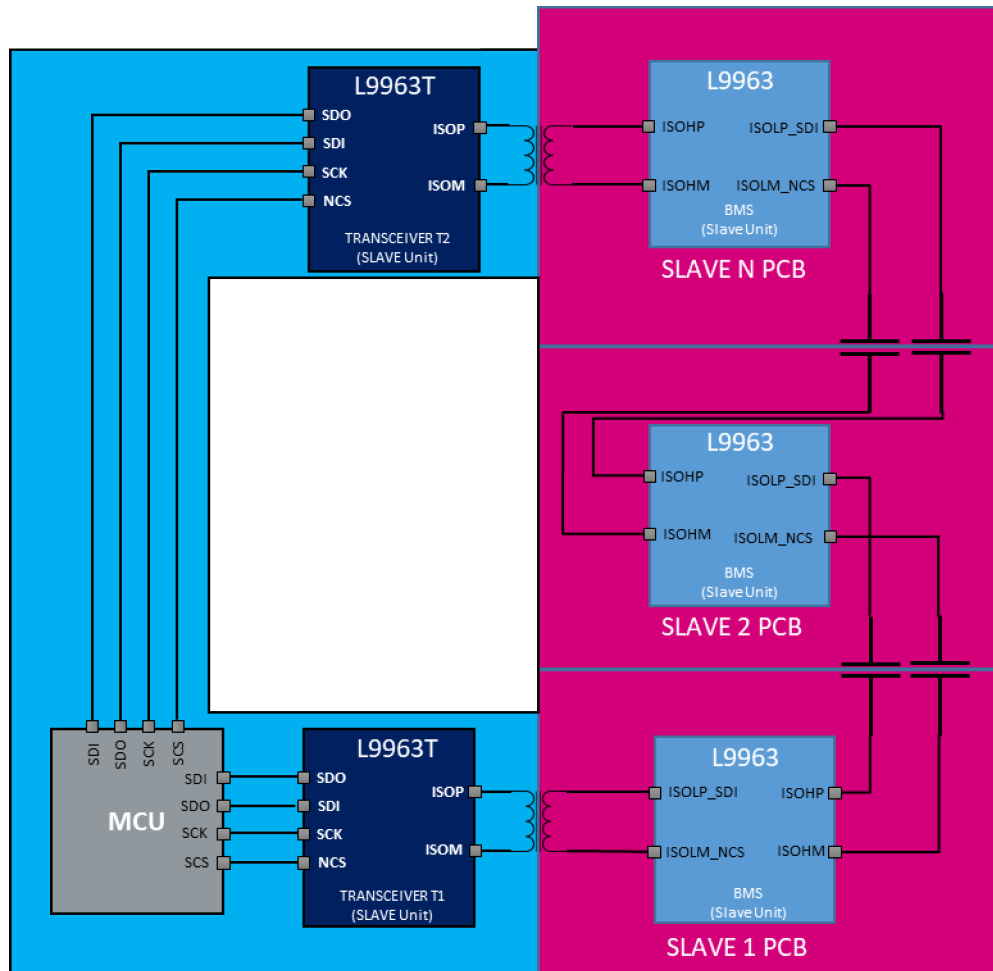 L9963T
SDO
SDI
SCK
NCS
ISOP
ISOM
TRANSCEIVER T2
(SLAVE Unit)
L9963
ISOHP
ISOLP_SDI
ISOHM
ISOLM_NCS
BMS
(Slave Unit)
SLAVE N PCB
L9963
ISOHP
ISOLP_SDI
ISOHM
ISOLM_NCS
BMS
(Slave Unit)
SLAVE 2 PCB
SDI
SDO
SCK
SCS
SDI
SDO
SCK
SCS
MCU
L9963T
SDO
SDI
SCK
NCS
ISOP
ISOM
TRANSCEIVER T1
(SLAVE Unit)
L9963
ISOLP_SDI
ISOHP
ISOLM_NCS
ISOHM
BMS
(Slave Unit)
SLAVE 1 PCB